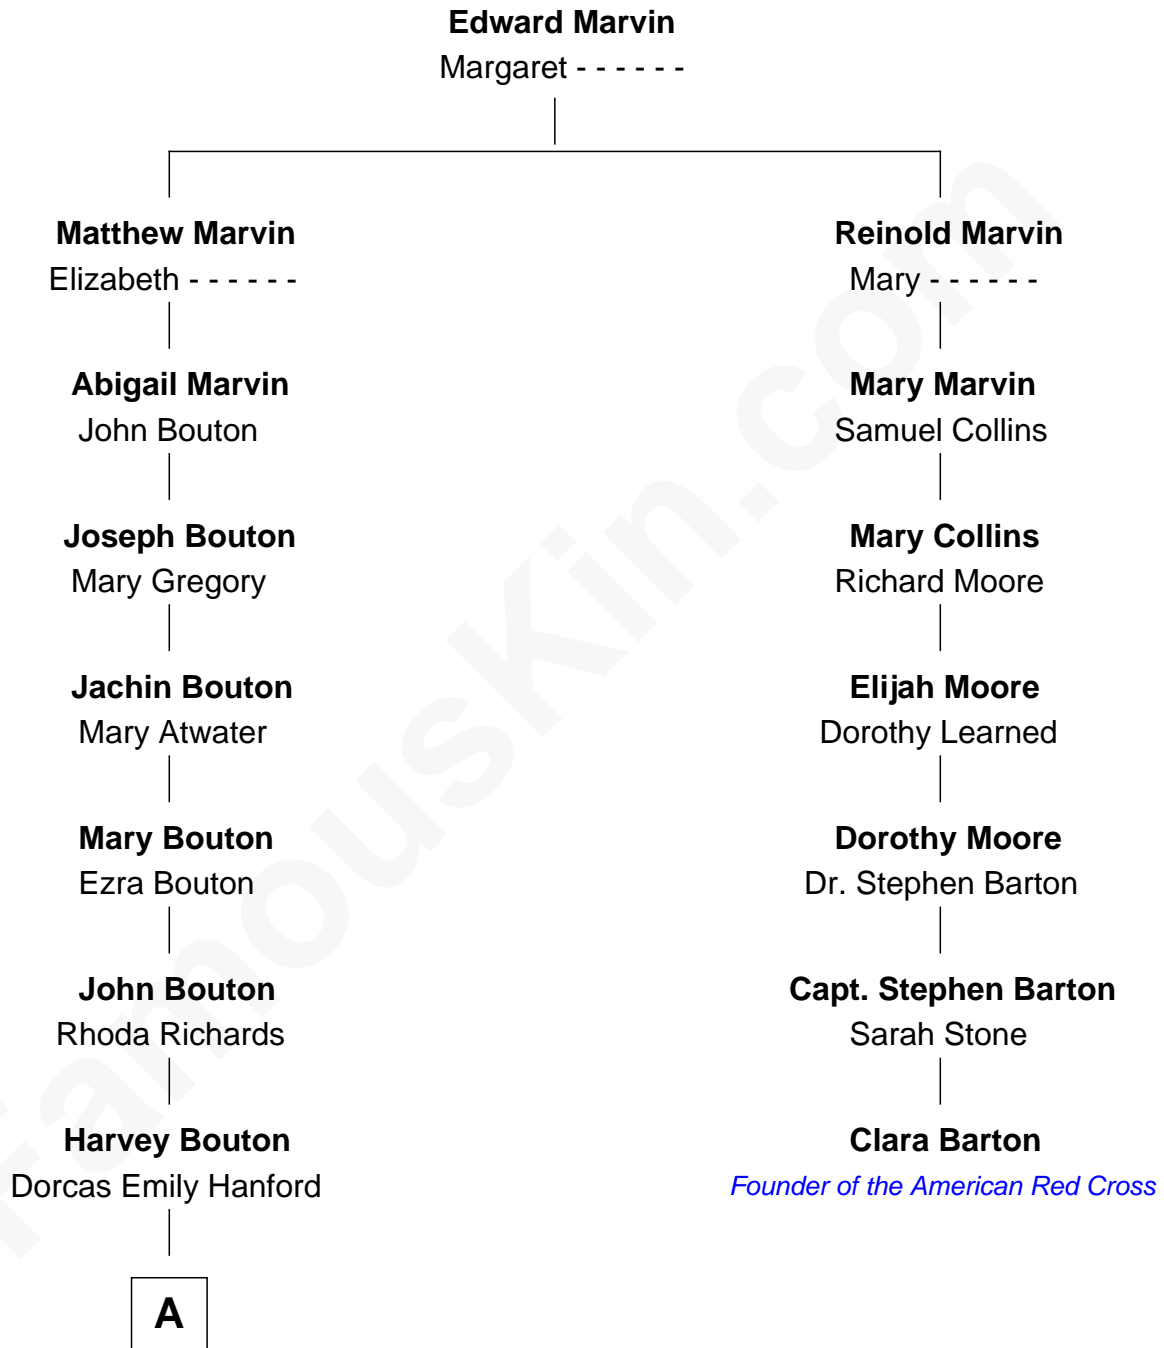 Edward Marvin
Margaret - - - - - -
Matthew Marvin
Elizabeth - - - - - -
Reinold Marvin
Mary - - - - - -
Abigail Marvin
John Bouton
Mary Marvin
Samuel Collins
Joseph Bouton
Mary Gregory
Mary Collins
Richard Moore
Jachin Bouton
Mary Atwater
Elijah Moore
Dorothy Learned
Mary Bouton
Ezra Bouton
Dorothy Moore
Dr. Stephen Barton
John Bouton
Rhoda Richards
Capt. Stephen Barton
Sarah Stone
Harvey Bouton
Dorcas Emily Hanford
Clara Barton
Founder of the American Red Cross
A
FamousKin.com